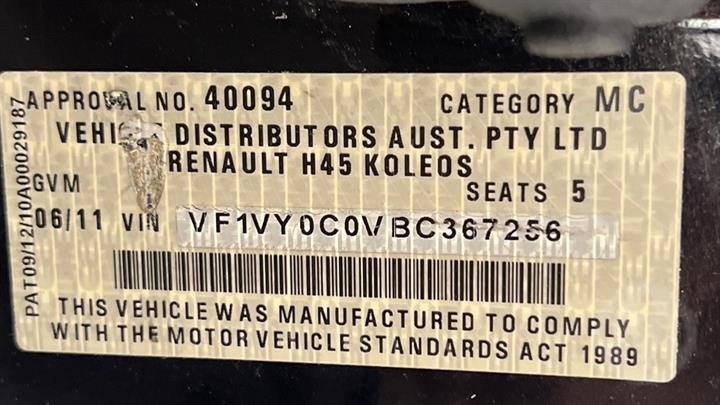 APPROVAL NO. 40094 CATEGORY MC
VEHICLE DISTRIBUTORS AUST. PTY LTD
RENAULT H45 KOLEOS
GVM SEATS 5
06/11 VIN VF1VY0C0VBC367256
THIS VEHICLE WAS MANUFACTURED TO COMPLY
WITH THE MOTOR VEHICLE STANDARDS ACT 1989
PAT09/12/10A00029187